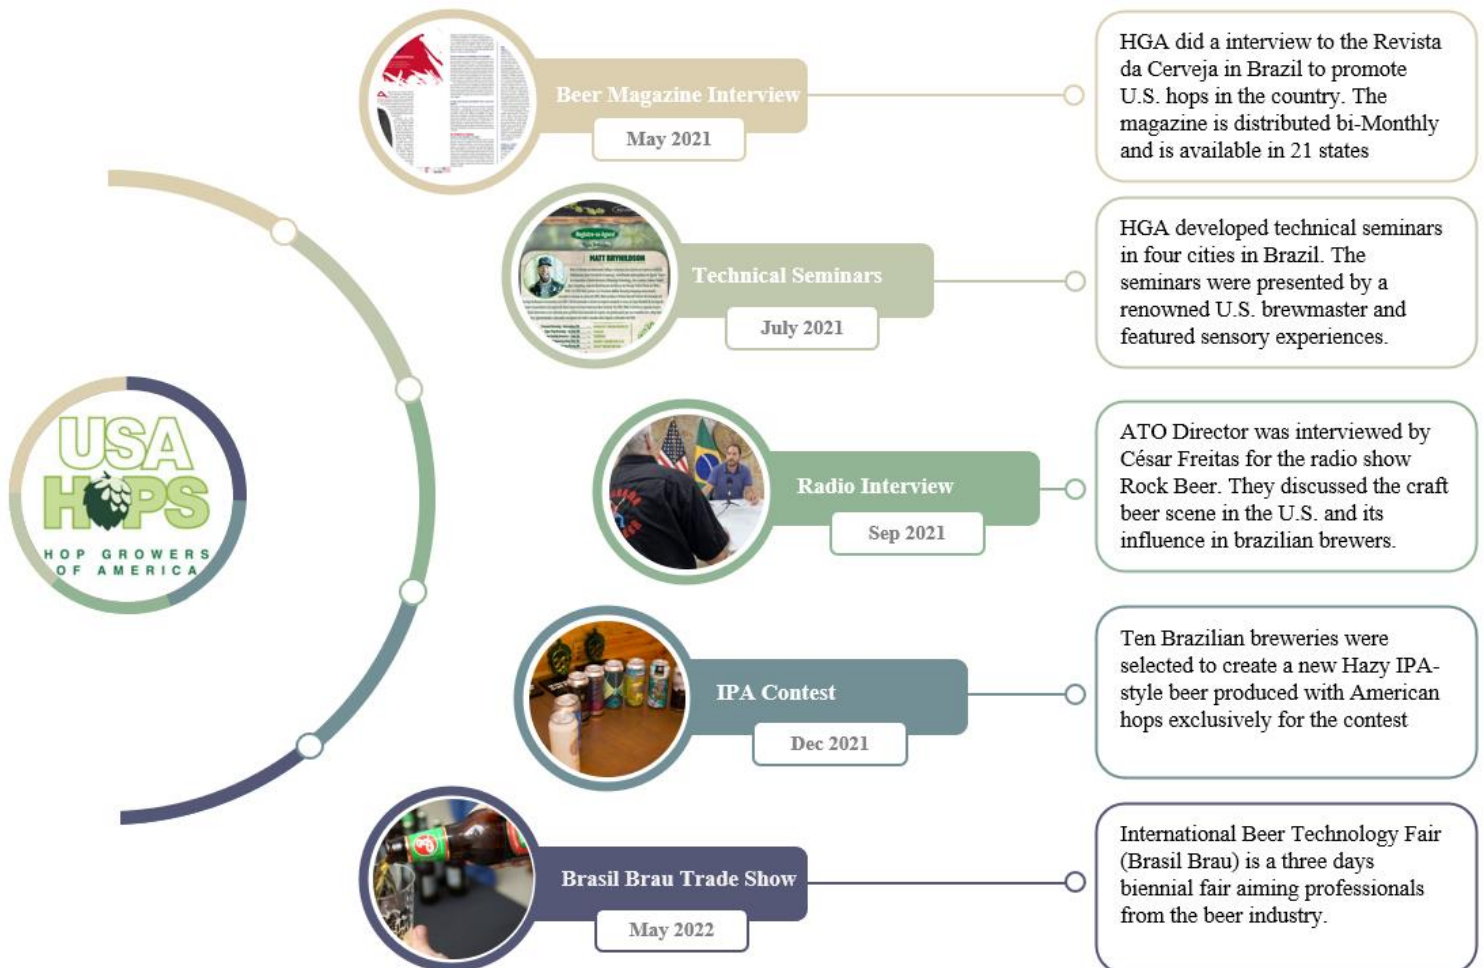 Beer Magazine Interview
May 2021
HGA did a interview to the Revista
da Cerveja in Brazil to promote
U.S. hops in the country. The
magazine is distributed bi-Monthly
and is available in 21 states
Register or Signed
MATT BRYNILDSON
Technical Seminars
July 2021
HGA developed technical seminars
in four cities in Brazil. The
seminars were presented by a
renowned U.S. brewmaster and
featured sensory experiences.
USA
HOPS
HOP GROWERS
OF AMERICA
Radio Interview
Sep 2021
ATO Director was interviewed by
César Freitas for the radio show
Rock Beer. They discussed the craft
beer scene in the U.S. and its
influence in brazilian brewers.
IPA Contest
Dec 2021
Ten Brazilian breweries were
selected to create a new Hazy IPA-
style beer produced with American
hops exclusively for the contest
Brasil Brau Trade Show
May 2022
International Beer Technology Fair
(Brasil Brau) is a three days
biennial fair aiming professionals
from the beer industry.